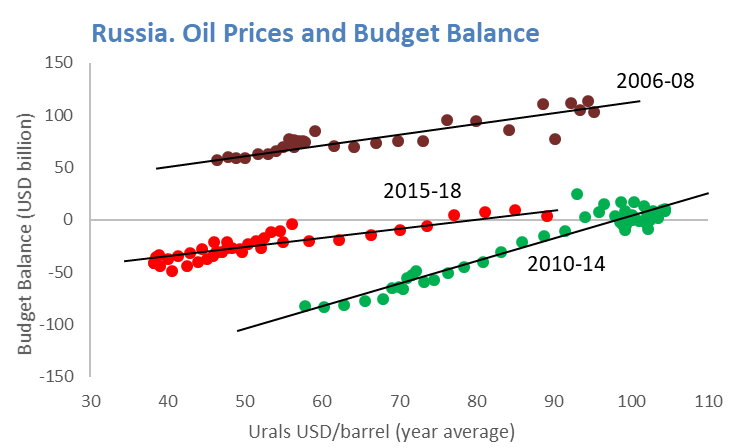 Russia. Oil Prices and Budget Balance
Budget Balance (USD billion)
150
100
50
0
-50
-100
-150
2006-08
2015-18
2010-14
30 40 50 60 70 80 90 100 110
Urals USD/barrel (year average)